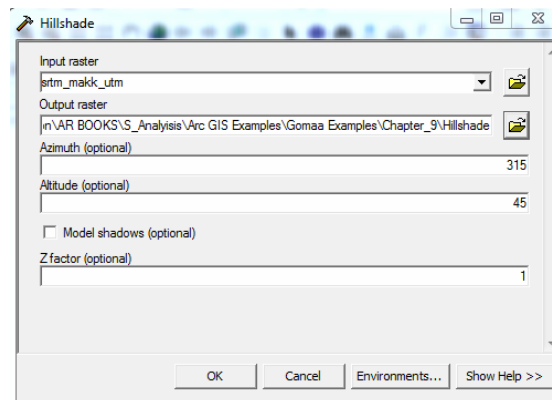 Hillshade
Input raster
srtm_makk_utm
Output raster
n\AR BOOKS\S_Analyisis\Arc GIS Examples\Gomaa Examples\Chapter_9\Hillshade
Azimuth (optional)
315
Altitude (optional)
45
Model shadows (optional)
Z factor (optional)
1
OK Cancel Environments... Show Help >>